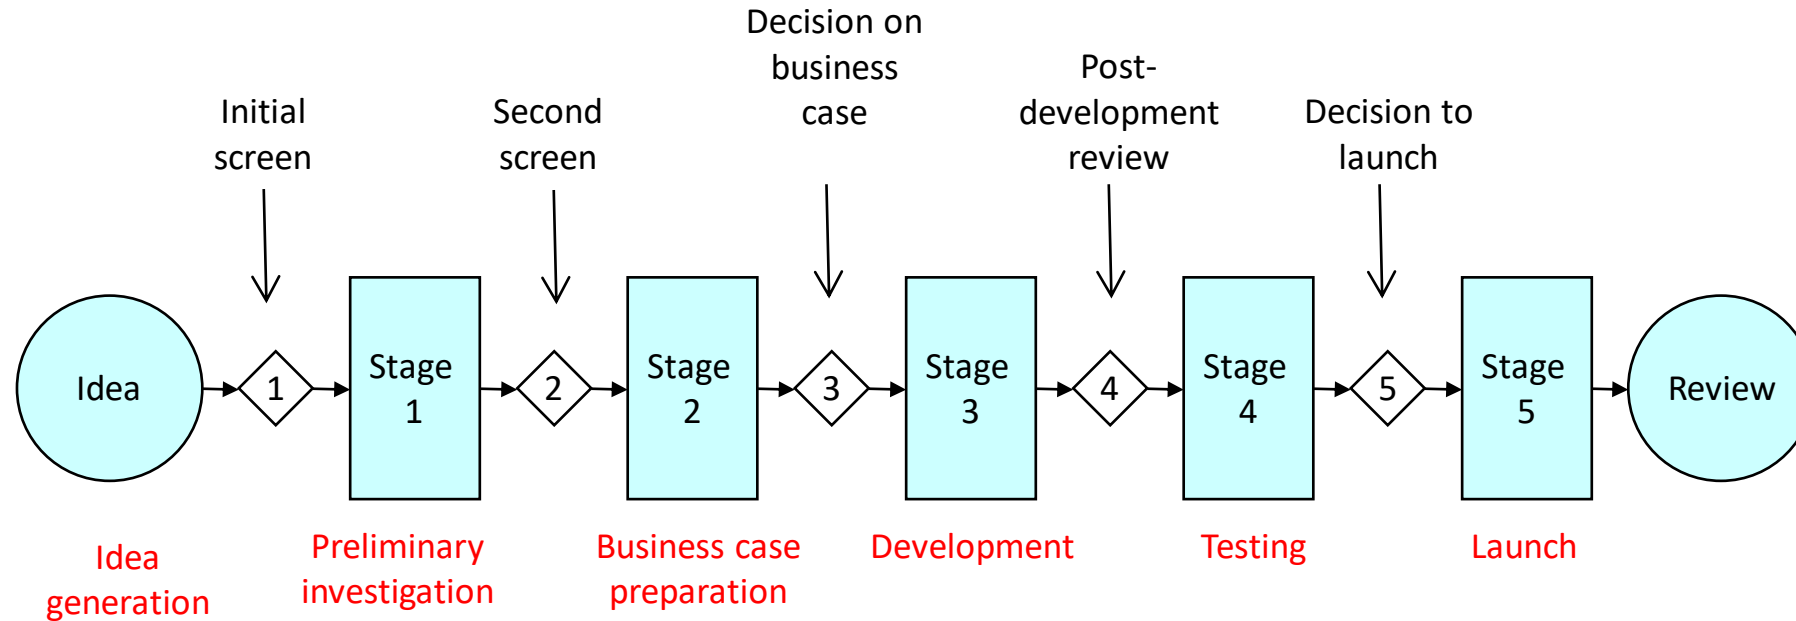 Initial
screen
Second
screen
Decision on
business
case
Post-
development
review
Decision to
launch
Idea
1
Stage
1
2
Stage
2
3
Stage
3
4
Stage
4
5
Stage
5
Review
Idea
generation
Preliminary
investigation
Business case
preparation
Development
Testing
Launch